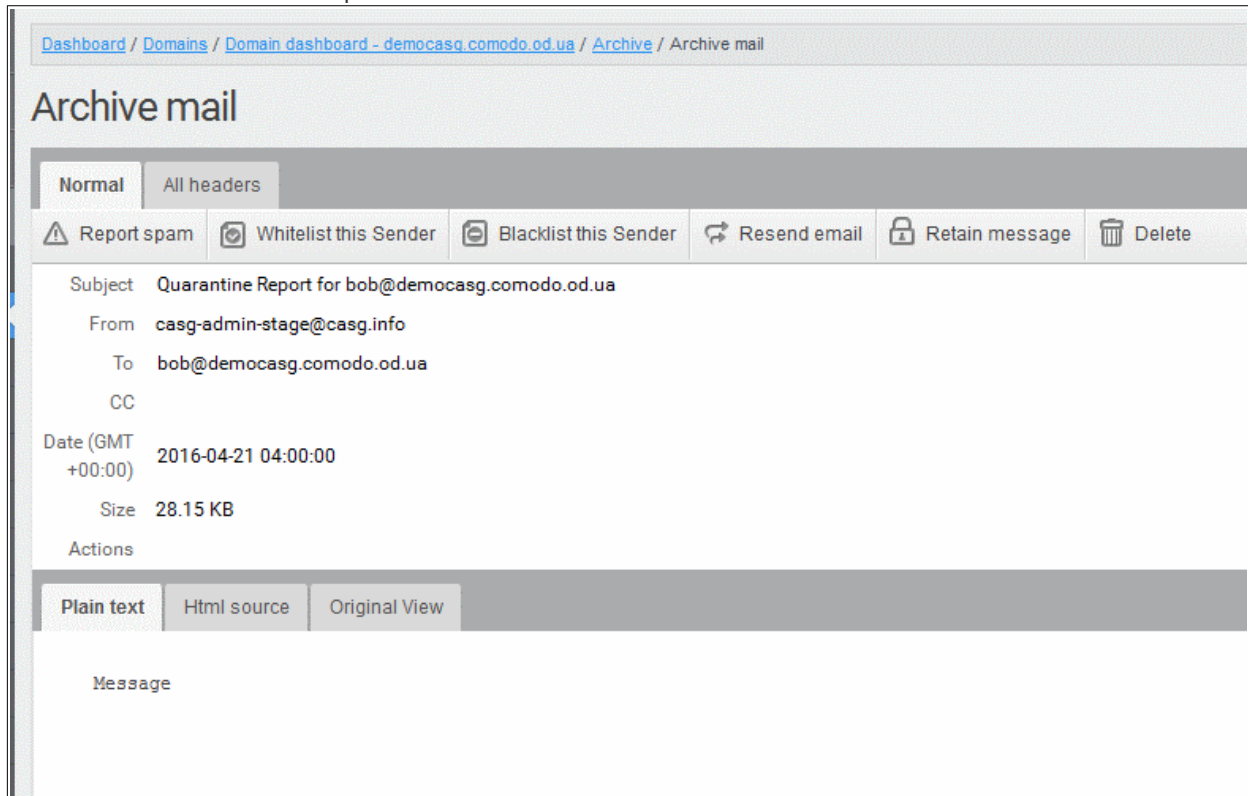 Dashboard / Domains / Domain dashboard - democasg.comodo.od.ua / Archive / Archive mail
Archive mail
Normal All headers
Report spam Whitelist this Sender Blacklist this Sender Resend email Retain message Delete
Subject Quarantine Report for bob@democasg.comodo.od.ua
From casg-admin-stage@casg.info
To bob@democasg.comodo.od.ua
CC
Date (GMT
+00:00) 2016-04-21 04:00:00
Size 28.15 KB
Actions
Plain text Html source Original View
Message